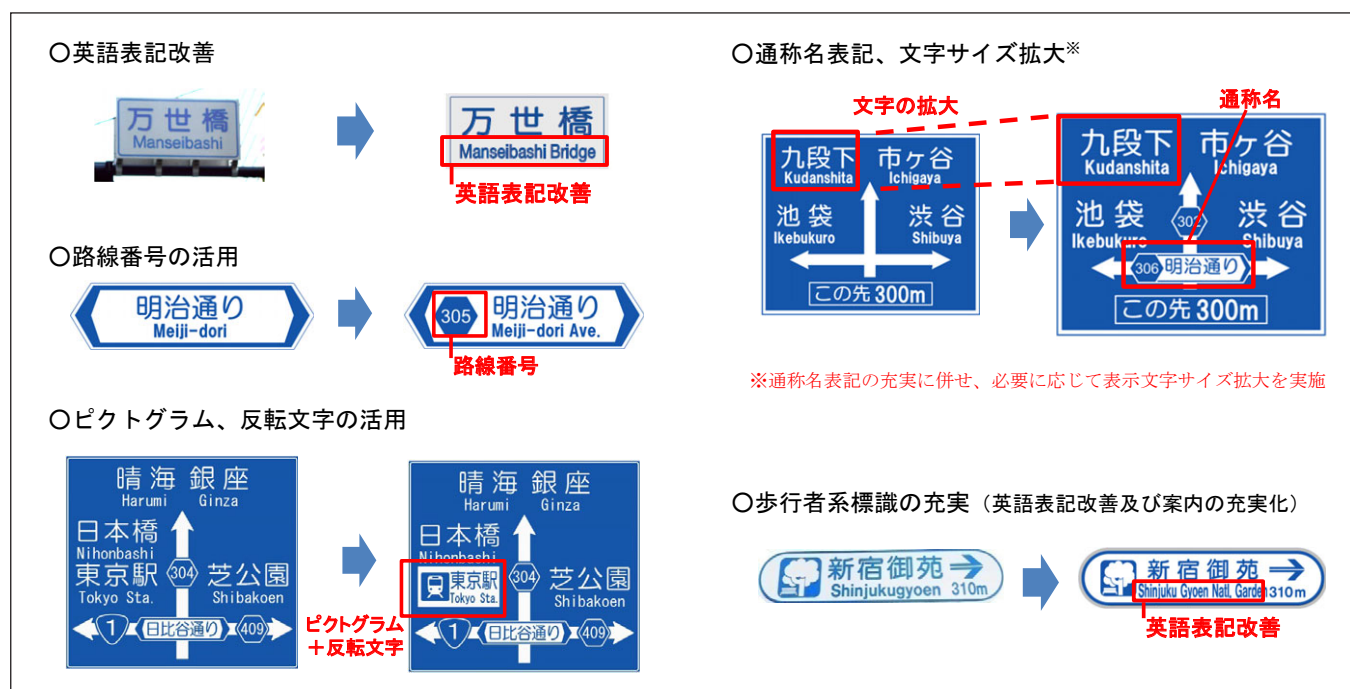 〇英語表記改善
万世橋
Manseibashi
万世橋
Manseibashi Bridge
英語表記改善
〇路線番号の活用
明治通り
Meiji-dori
305 明治通り
Meiji-dori Ave.
路線番号
〇ピクトグラム、反転文字の活用
晴海 銀座
Harumi Ginza
日本橋
Nihonbashi
東京駅 304 芝公園
Tokyo Sta. Shibakoen
1 日比谷通り 409
晴海 銀座
Harumi Ginza
日本橋
Nihonbashi
東京駅 304 芝公園
Tokyo Sta. Shibakoen
1 日比谷通り 409
ピクトグラム
+反転文字
〇通称名表記、文字サイズ拡大※
文字の拡大
通称名
九段下 市ヶ谷
Kudanshita Ichigaya
池袋 渋谷
Ikebukuro Shibuya
この先300m
九段下 市ヶ谷
Kudanshita Ichigaya
池袋 302 渋谷
Ikebukuro Shibuya
306 明治通り
この先300m
※通称名表記の充実に併せ、必要に応じて表示文字サイズ拡大を実施
〇歩行者系標識の充実(英語表記改善及び案内の充実化)
新宿御苑
Shinjukugyoen 310m
新宿御苑
Shinjuku Gyoen Natl. Garden 310m
英語表記改善